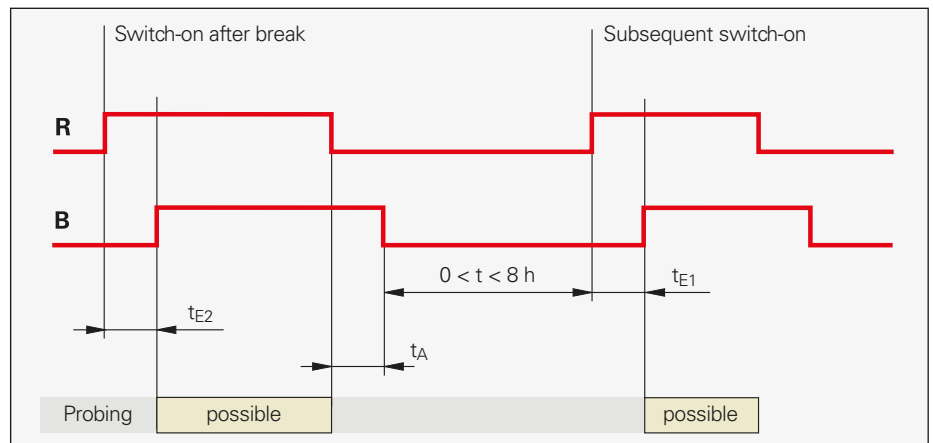 Switch-on after break
Subsequent switch-on
R
B
0 < t < 8 h
tE1
tE2
tA
Probing
possible
possible